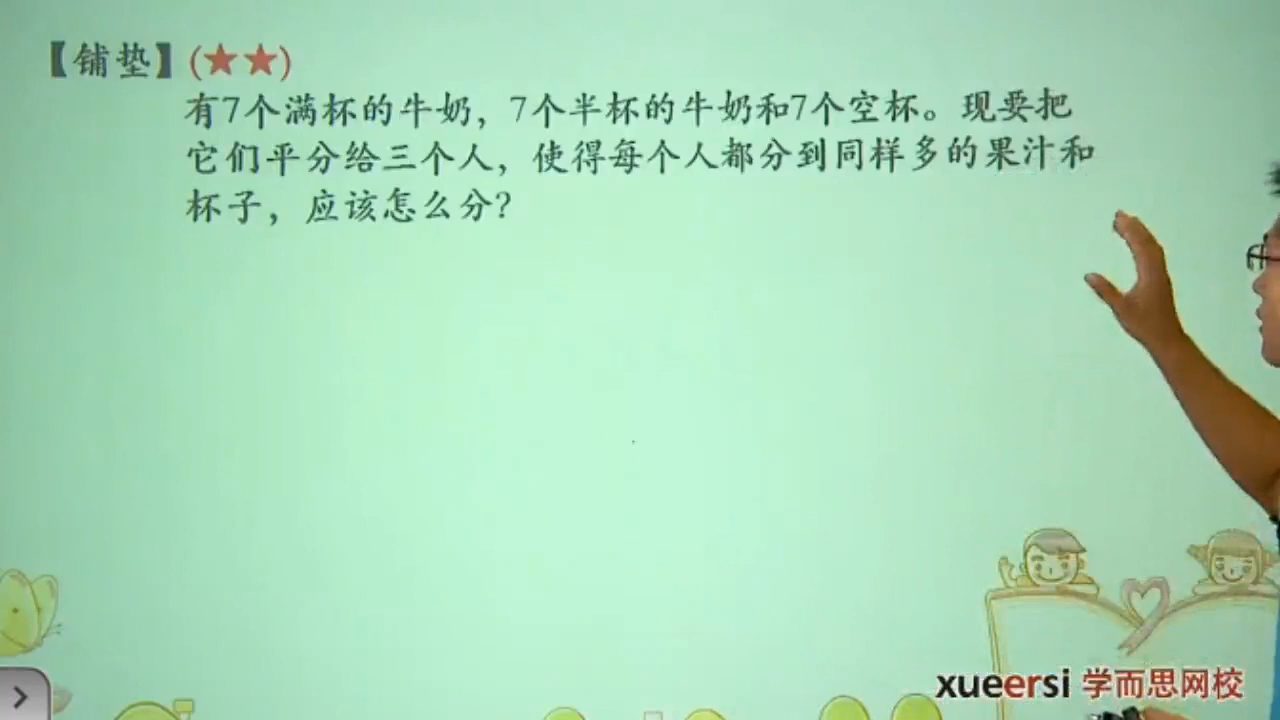 【铺垫】(★★)
有7个满杯的牛奶，7个半杯的牛奶和7个空杯。现要把
它们平分给三个人，使得每个人都分到同样多的果汁和
杯子，应该怎么分？
xueersi 学而思网校